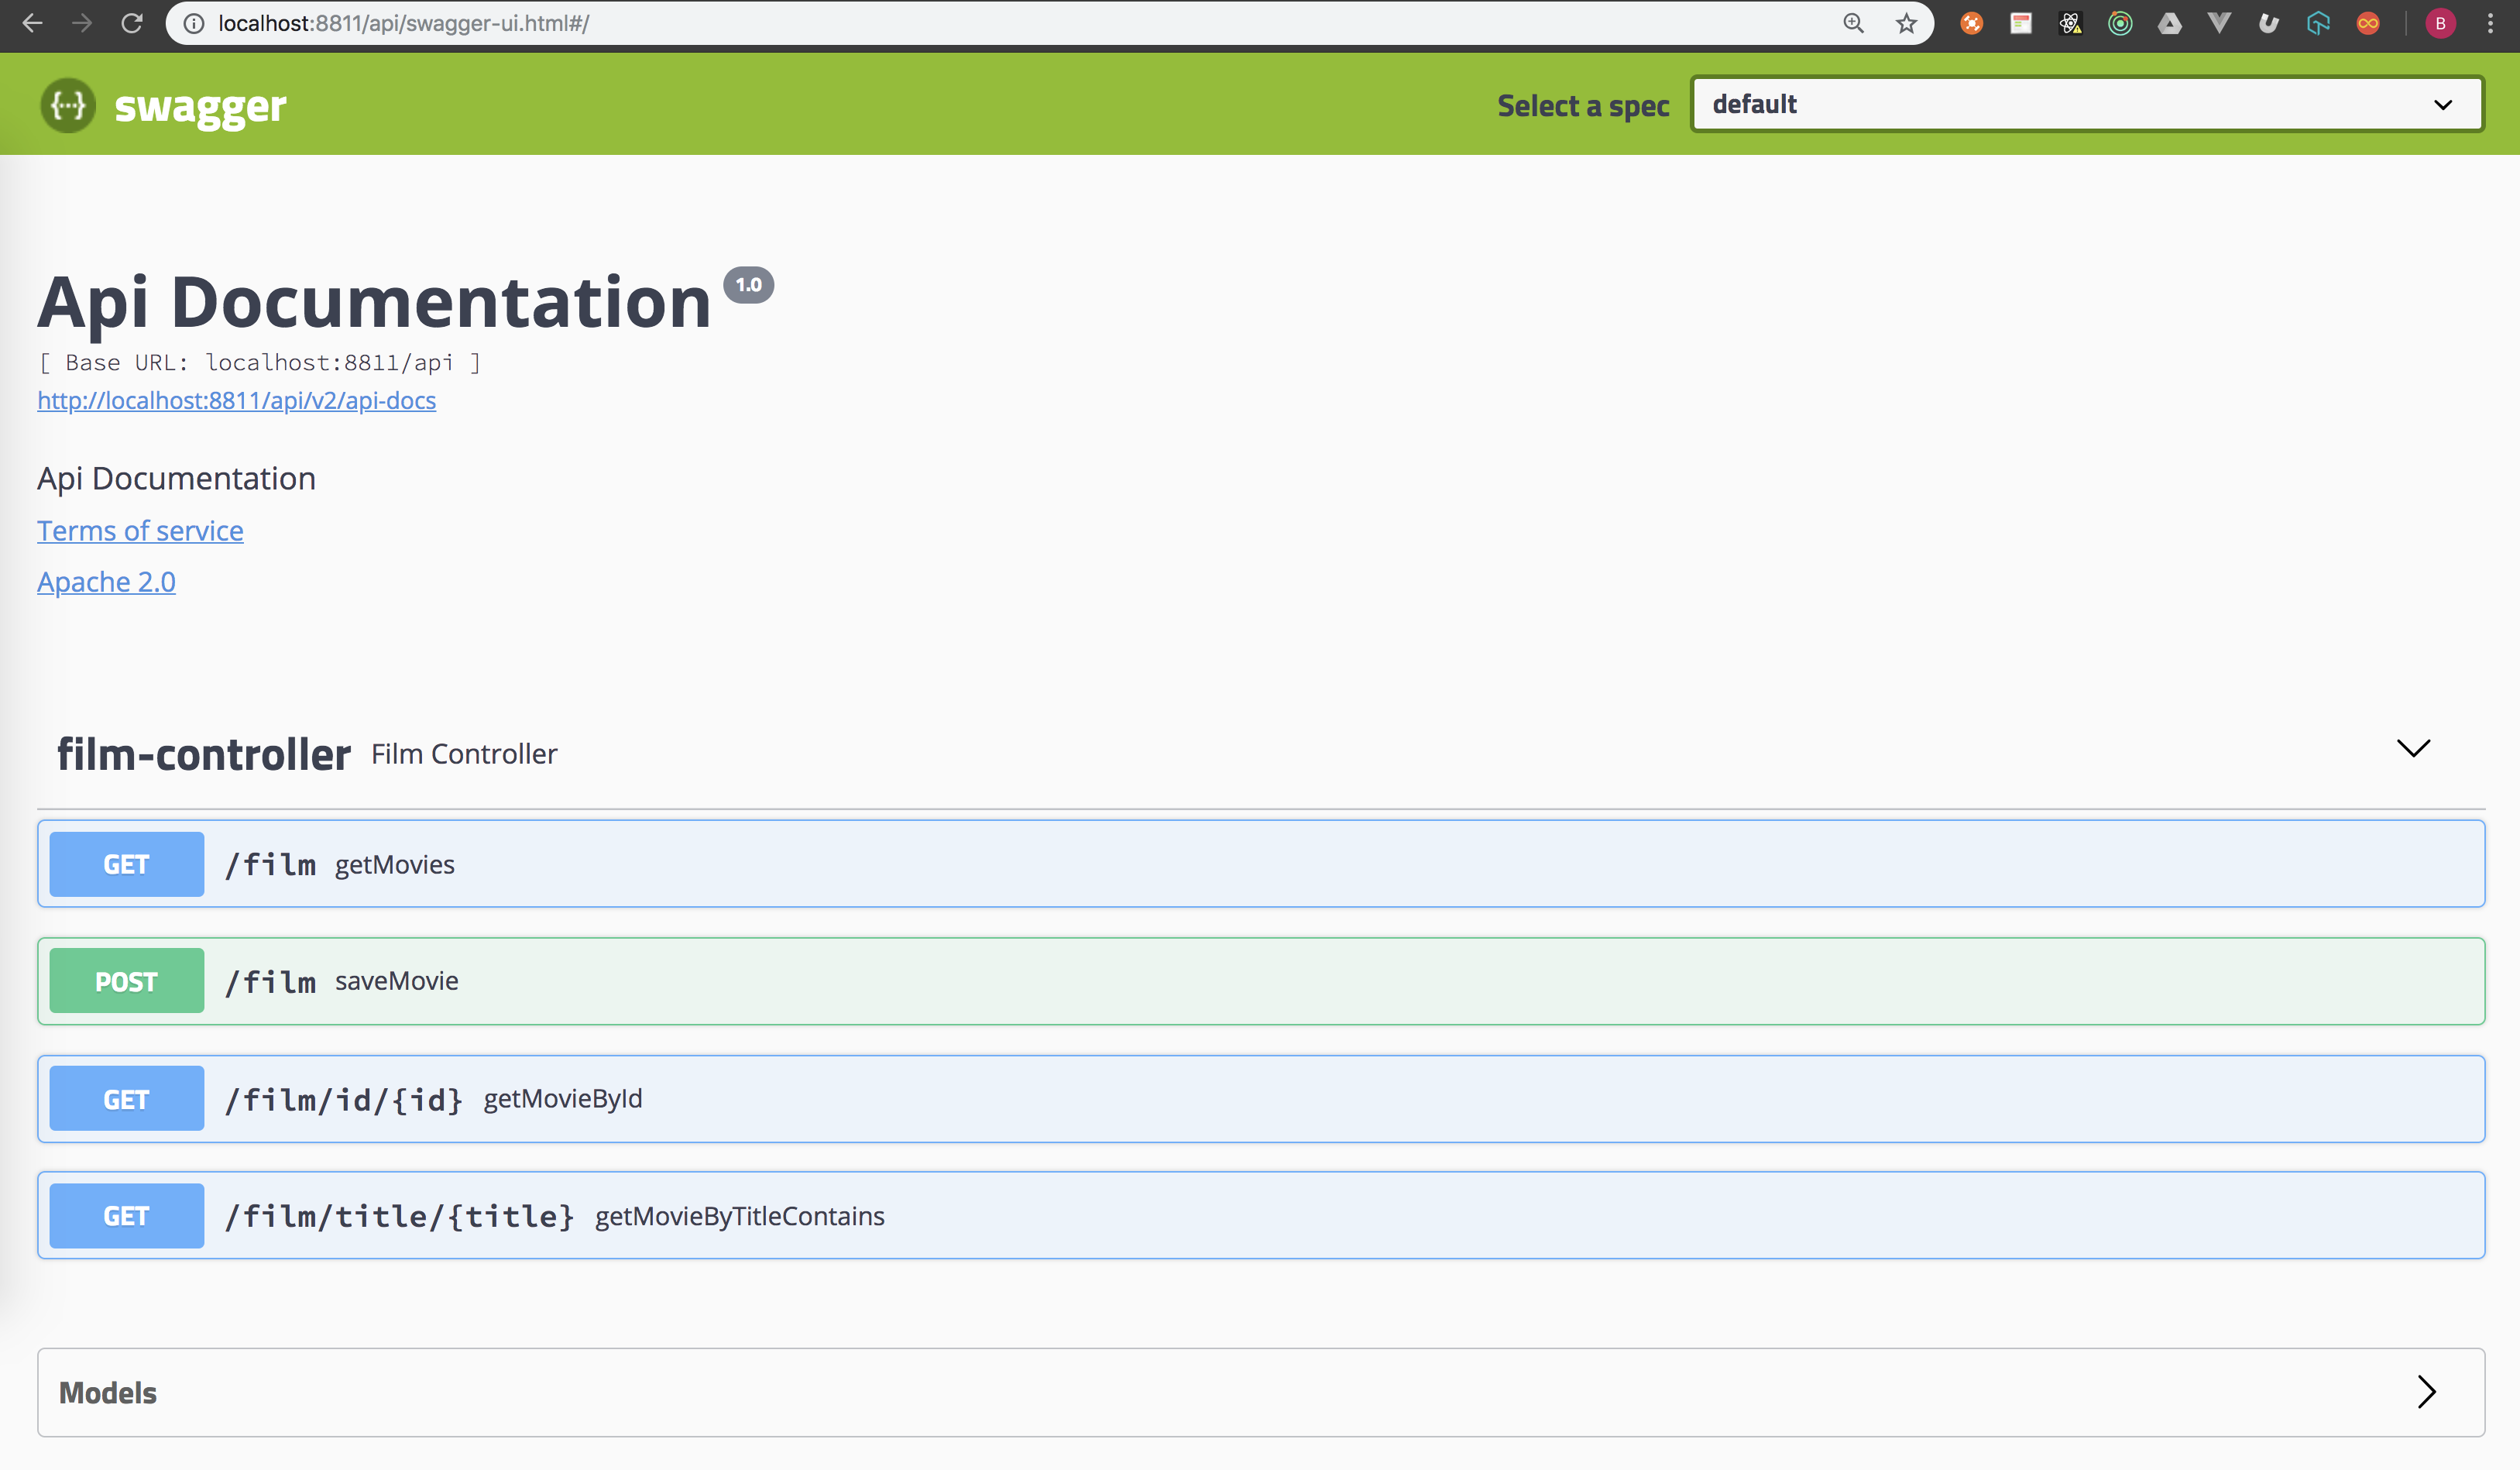 localhost:8811/api/swagger-ui.html#/
B
{...} swagger
Select a spec
default
Api Documentation 1.0
[ Base URL: localhost:8811/api ]
http://localhost:8811/api/v2/api-docs
Api Documentation
Terms of service
Apache 2.0
film-controller Film Controller
GET /film getMovies
POST /film saveMovie
GET /film/id/{id} getMovieById
GET /film/title/{title} getMovieByTitleContains
Models